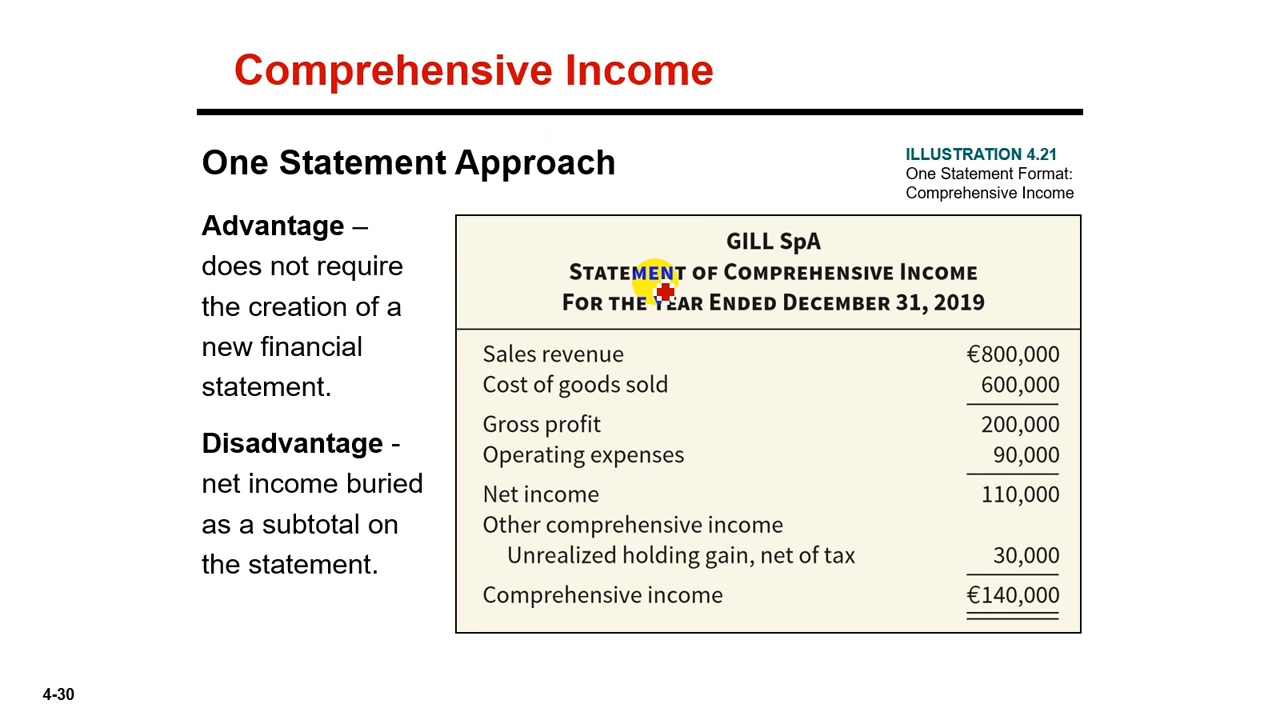 Comprehensive Income
One Statement Approach
ILLUSTRATION 4.21
One Statement Format:
Comprehensive Income
Advantage –
does not require
the creation of a
new financial
statement.
Disadvantage -
net income buried
as a subtotal on
the statement.
GILL SpA
STATEMENT OF COMPREHENSIVE INCOME
FOR THE YEAR ENDED DECEMBER 31, 2019
Sales revenue €800,000
Cost of goods sold 600,000
Gross profit 200,000
Operating expenses 90,000
Net income 110,000
Other comprehensive income
Unrealized holding gain, net of tax 30,000
Comprehensive income €140,000
4-30